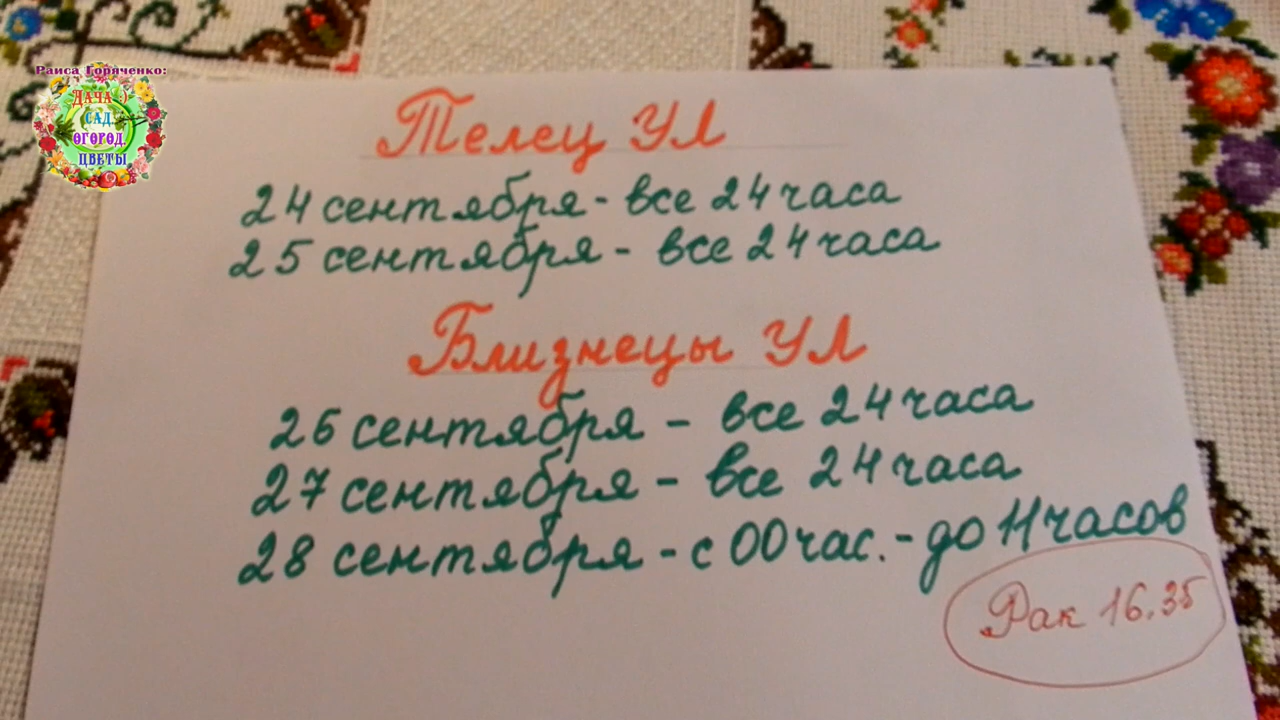 Раиса Горяченко:
Дача :)
сад,
огород,
цветы
Телец УЛ
24 сентября - все 24 часа
25 сентября - все 24 часа
Близнецы УЛ
26 сентября - все 24 часа
27 сентября - все 24 часа
28 сентября - с 00 час. - до 11 часов
Рак 16.35